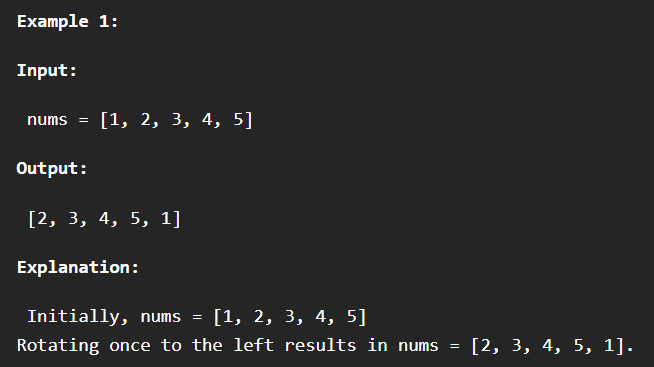 Example 1:
Input:
nums = [1, 2, 3, 4, 5]
Output:
[2, 3, 4, 5, 1]
Explanation:
Initially, nums = [1, 2, 3, 4, 5]
Rotating once to the left results in nums = [2, 3, 4, 5, 1].